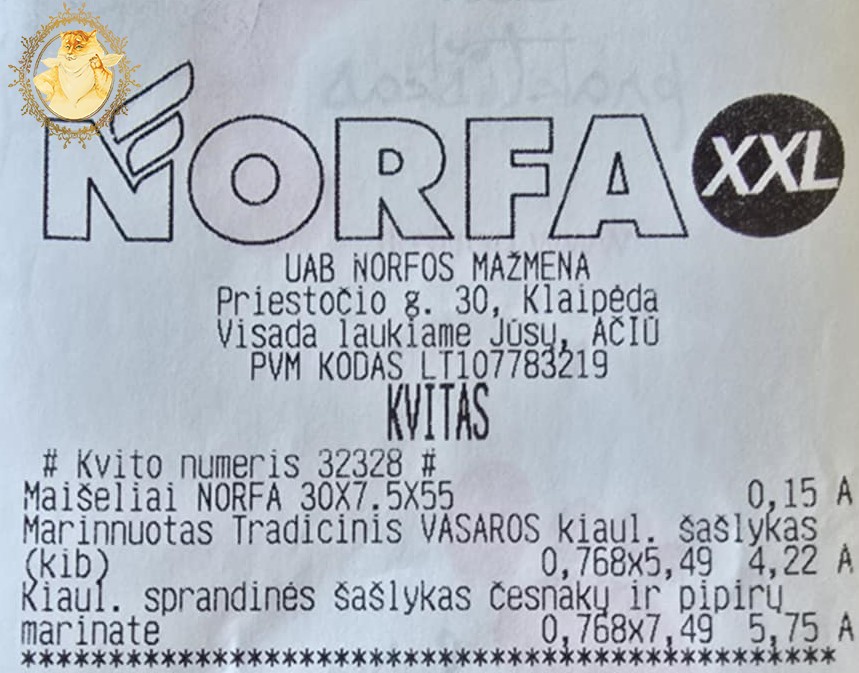 NORFA XXL
UAB NORFOS MAŽMENA
Priestočio g. 30, Klaipėda
Visada laukiame Jūsų, AČIŪ
PVM KODAS LT107783219
KVITAS
# Kvito numeris 32328 #
Maišeliai NORFA 30X7.5X55 0,15 A
Marinnuotas Tradicinis VASAROS kiaul. šašlykas
(kib) 0,768x5,49 4,22 A
Kiaul. sprandinės šašlykas česnakų ir pipirų
marinate 0,768x7,49 5,75 A
************************************************